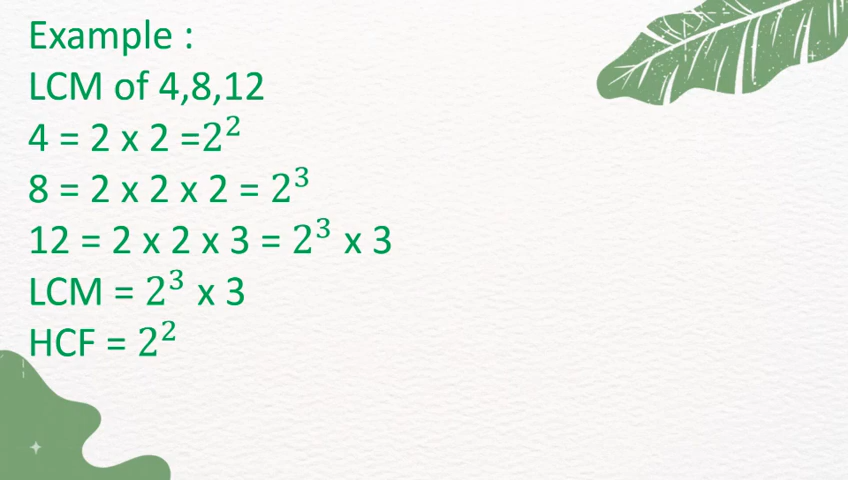 Example :
LCM of 4,8,12
4 = 2 x 2 =2²
8 = 2 x 2 x 2 = 2³
12 = 2 x 2 x 3 = 2³ x 3
LCM = 2³ x 3
HCF = 2²